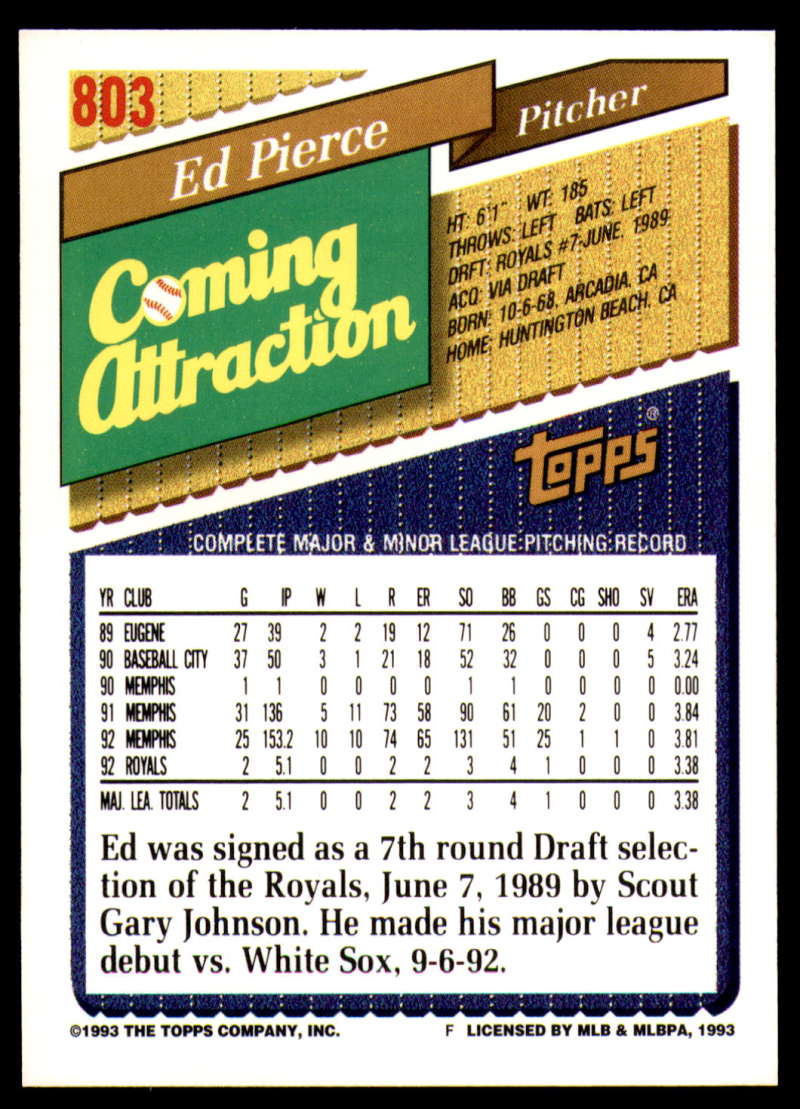 803
Ed Pierce
Pitcher
Coming
Attraction
HT: 6'1" WT: 185
THROWS: LEFT BATS: LEFT
DRFT: ROYALS #7-JUNE, 1989
ACQ: VIA DRAFT
BORN: 10-6-68, ARCADIA, CA
HOME: HUNTINGTON BEACH, CA
TOPPS®
COMPLETE MAJOR & MINOR LEAGUE PITCHING RECORD
YR CLUB G IP W L R ER SO BB GS CG SHO SV ERA
89 EUGENE 27 39 2 2 19 12 71 26 0 0 0 4 2.77
90 BASEBALL CITY 37 50 3 1 21 18 52 32 0 0 0 5 3.24
90 MEMPHIS 1 1 0 0 0 0 1 1 0 0 0 0 0.00
91 MEMPHIS 31 136 5 11 73 58 90 61 20 2 0 0 3.84
92 MEMPHIS 25 153.2 10 10 74 65 131 51 25 1 1 0 3.81
92 ROYALS 2 5.1 0 0 2 2 3 4 1 0 0 0 3.38
MAJ. LEA. TOTALS 2 5.1 0 0 2 2 3 4 1 0 0 0 3.38
Ed was signed as a 7th round Draft selec-
tion of the Royals, June 7, 1989 by Scout
Gary Johnson. He made his major league
debut vs. White Sox, 9-6-92.
©1993 THE TOPPS COMPANY, INC. F LICENSED BY MLB & MLBPA, 1993